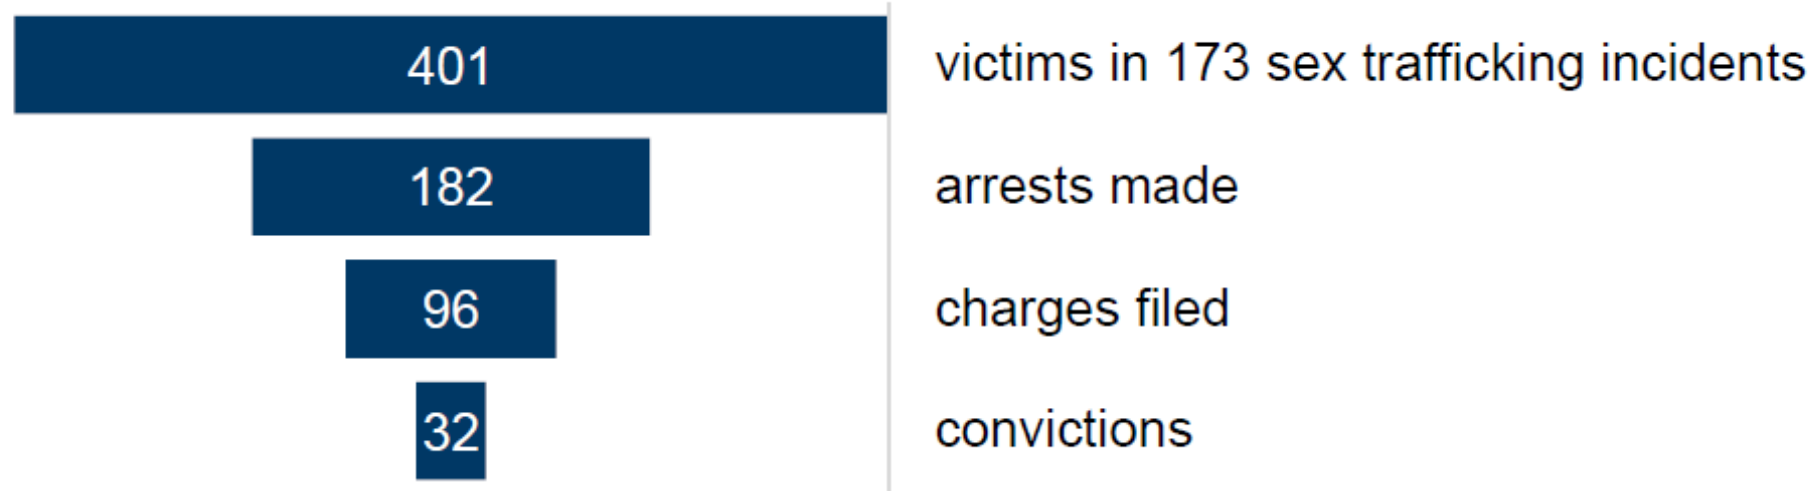 401 victims in 173 sex trafficking incidents
182 arrests made
96 charges filed
32 convictions